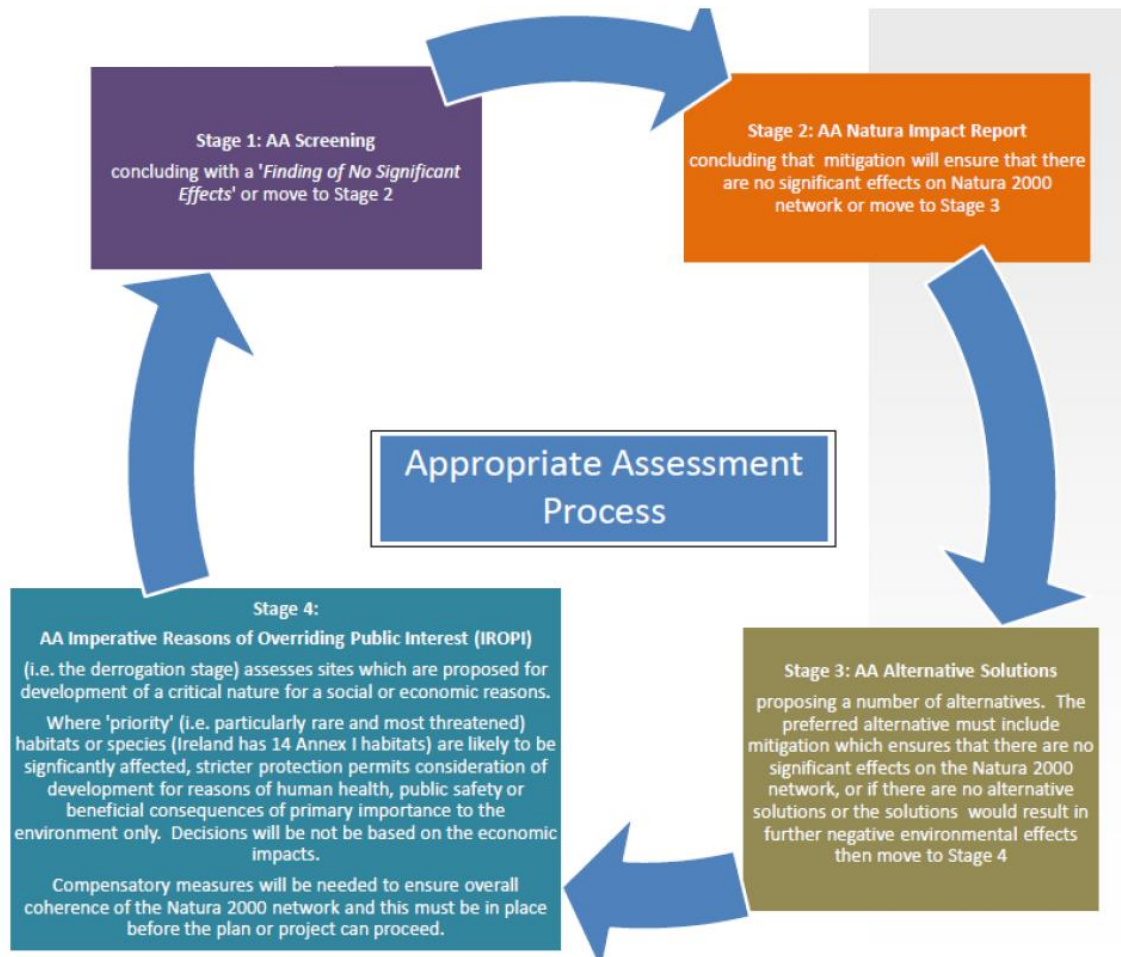 Stage 1: AA Screening
concluding with a 'Finding of No Significant
Effects' or move to Stage 2
Stage 2: AA Natura Impact Report
concluding that mitigation will ensure that there
are no significant effects on Natura 2000
network or move to Stage 3
Appropriate Assessment
Process
Stage 3: AA Alternative Solutions
proposing a number of alternatives. The
preferred alternative must include
mitigation which ensures that there are no
significant effects on the Natura 2000
network, or if there are no alternative
solutions or the solutions would result in
further negative environmental effects
then move to Stage 4
Stage 4:
AA Imperative Reasons of Overriding Public Interest (IROPI)
(i.e. the derrogation stage) assesses sites which are proposed for
development of a critical nature for a social or economic reasons.
Where 'priority' (i.e. particularly rare and most threatened)
habitats or species (Ireland has 14 Annex I habitats) are likely to be
signficantly affected, stricter protection permits consideration of
development for reasons of human health, public safety or
beneficial consequences of primary importance to the
environment only. Decisions will be not be based on the economic
impacts.
Compensatory measures will be needed to ensure overall
coherence of the Natura 2000 network and this must be in place
before the plan or project can proceed.